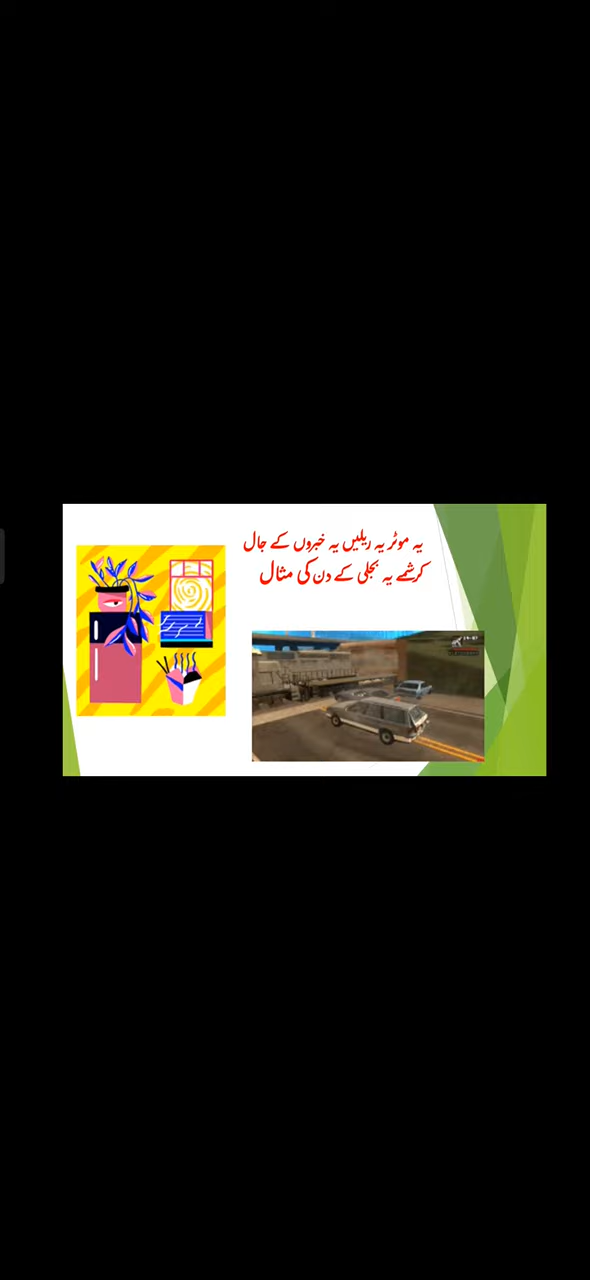 یہ موٹر یہ ریلیں یہ خبروں کے جال
کرشمے یہ بجلی کے دن کی مثال